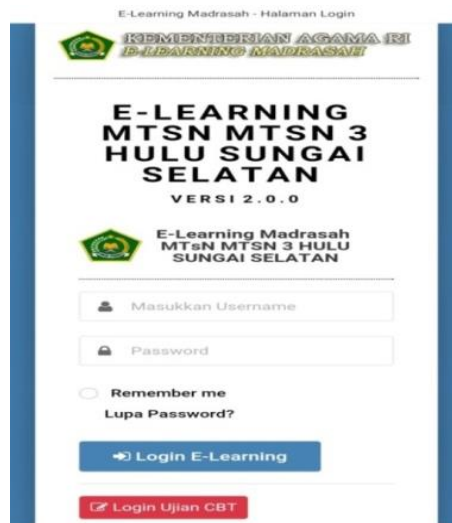 E-Learning Madrasah - Halaman Login
KEMENTERIAN AGAMA RI
E-LEARNING MADRASAH
E-LEARNING
MTSN MTSN 3
HULU SUNGAI
SELATAN
VERSI 2.0.0
E-Learning Madrasah
MTsN MTSN 3 HULU
SUNGAI SELATAN
Masukkan Username
Password
Remember me
Lupa Password?
Login E-Learning
Login Ujian CBT